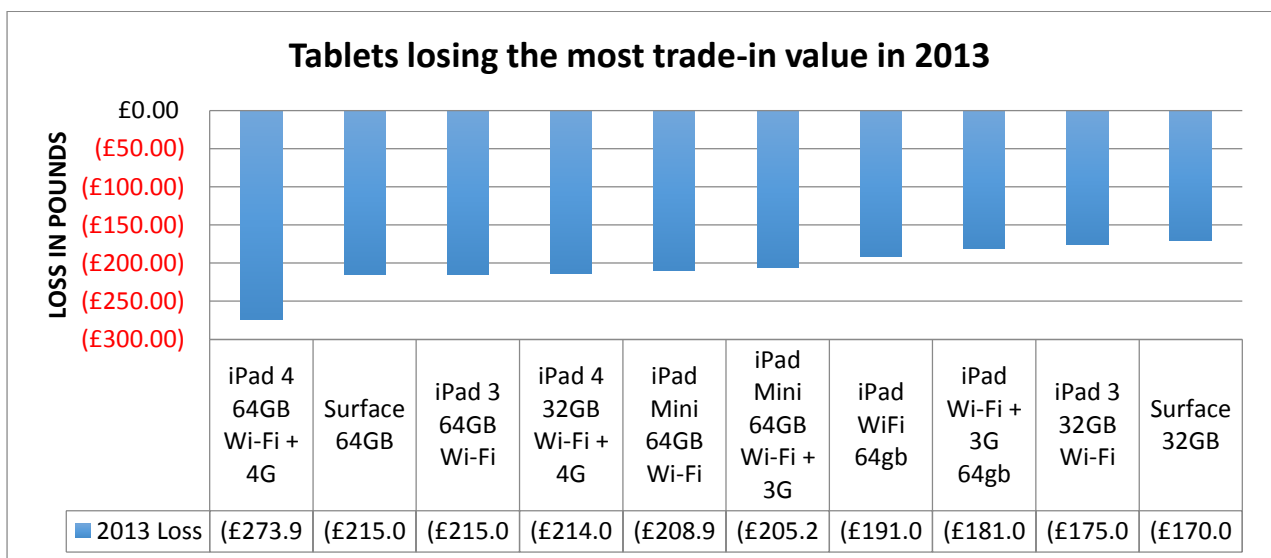 Tablets losing the most trade-in value in 2013
LOSS IN POUNDS
£0.00
(£50.00)
(£100.00)
(£150.00)
(£200.00)
(£250.00)
(£300.00)
iPad 4
64GB
Wi-Fi +
4G
Surface
64GB
iPad 3
64GB
Wi-Fi
iPad 4
32GB
Wi-Fi +
4G
iPad
Mini
64GB
Wi-Fi
iPad
Mini
64GB
Wi-Fi +
3G
iPad
WiFi
64gb
iPad
Wi-Fi +
3G
64gb
iPad 3
32GB
Wi-Fi
Surface
32GB
2013 Loss (£273.9 (£215.0 (£215.0 (£214.0 (£208.9 (£205.2 (£191.0 (£181.0 (£175.0 (£170.0